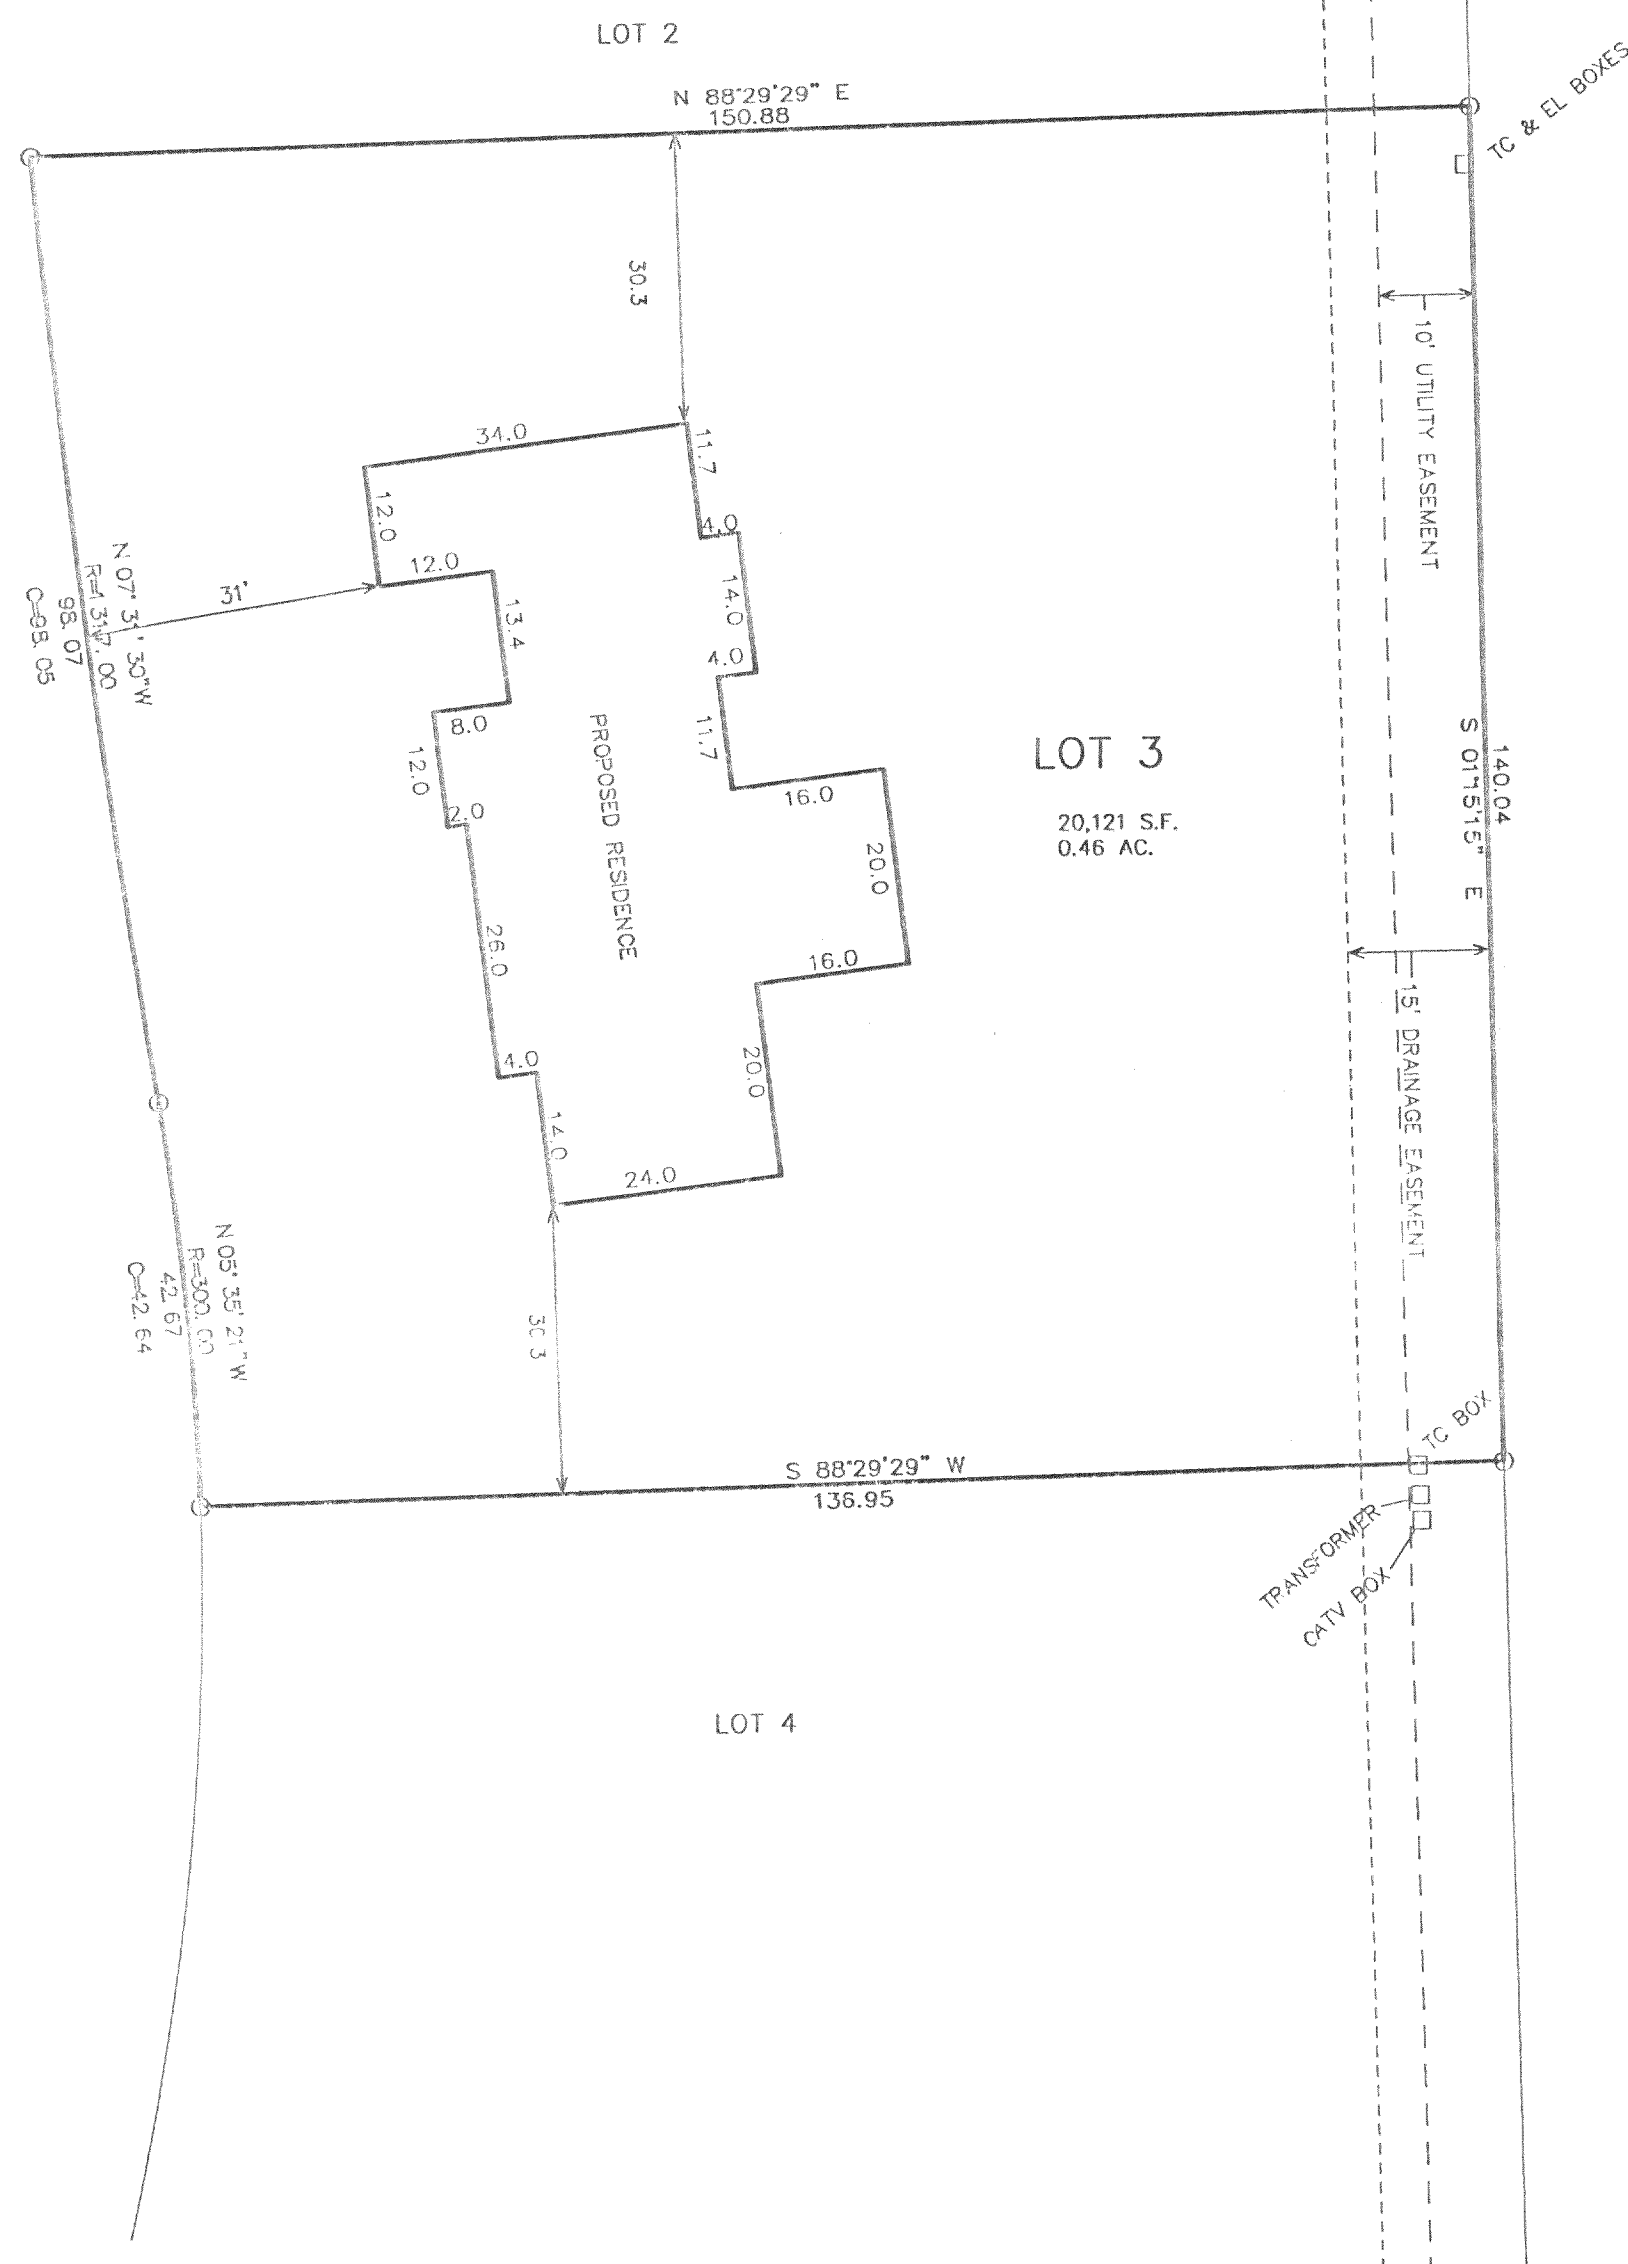 LOT 2
N 88°29'29" E
150.88
TC & EL BOXES
30.3
10' UTILITY EASEMENT
34.0
11.7
12.0
4.0
12.0
14.0
31'
13.4
4.0
N 07° 31' 30"W
R=1317.00
98.07
C=98.05
8.0
11.7
12.0
PROPOSED RESIDENCE
LOT 3
140.04
S 01°15'15" E
16.0
2.0
20,121 S.F.
0.46 AC.
20.0
26.0
16.0
15' DRAINAGE EASEMENT
4.0
20.0
14.0
24.0
N 05° 35' 21" W
R=300.00
42.67
C=42.64
30.3
TC BOX
S 88°29'29" W
136.95
TRANSFORMER
CATV BOX
LOT 4